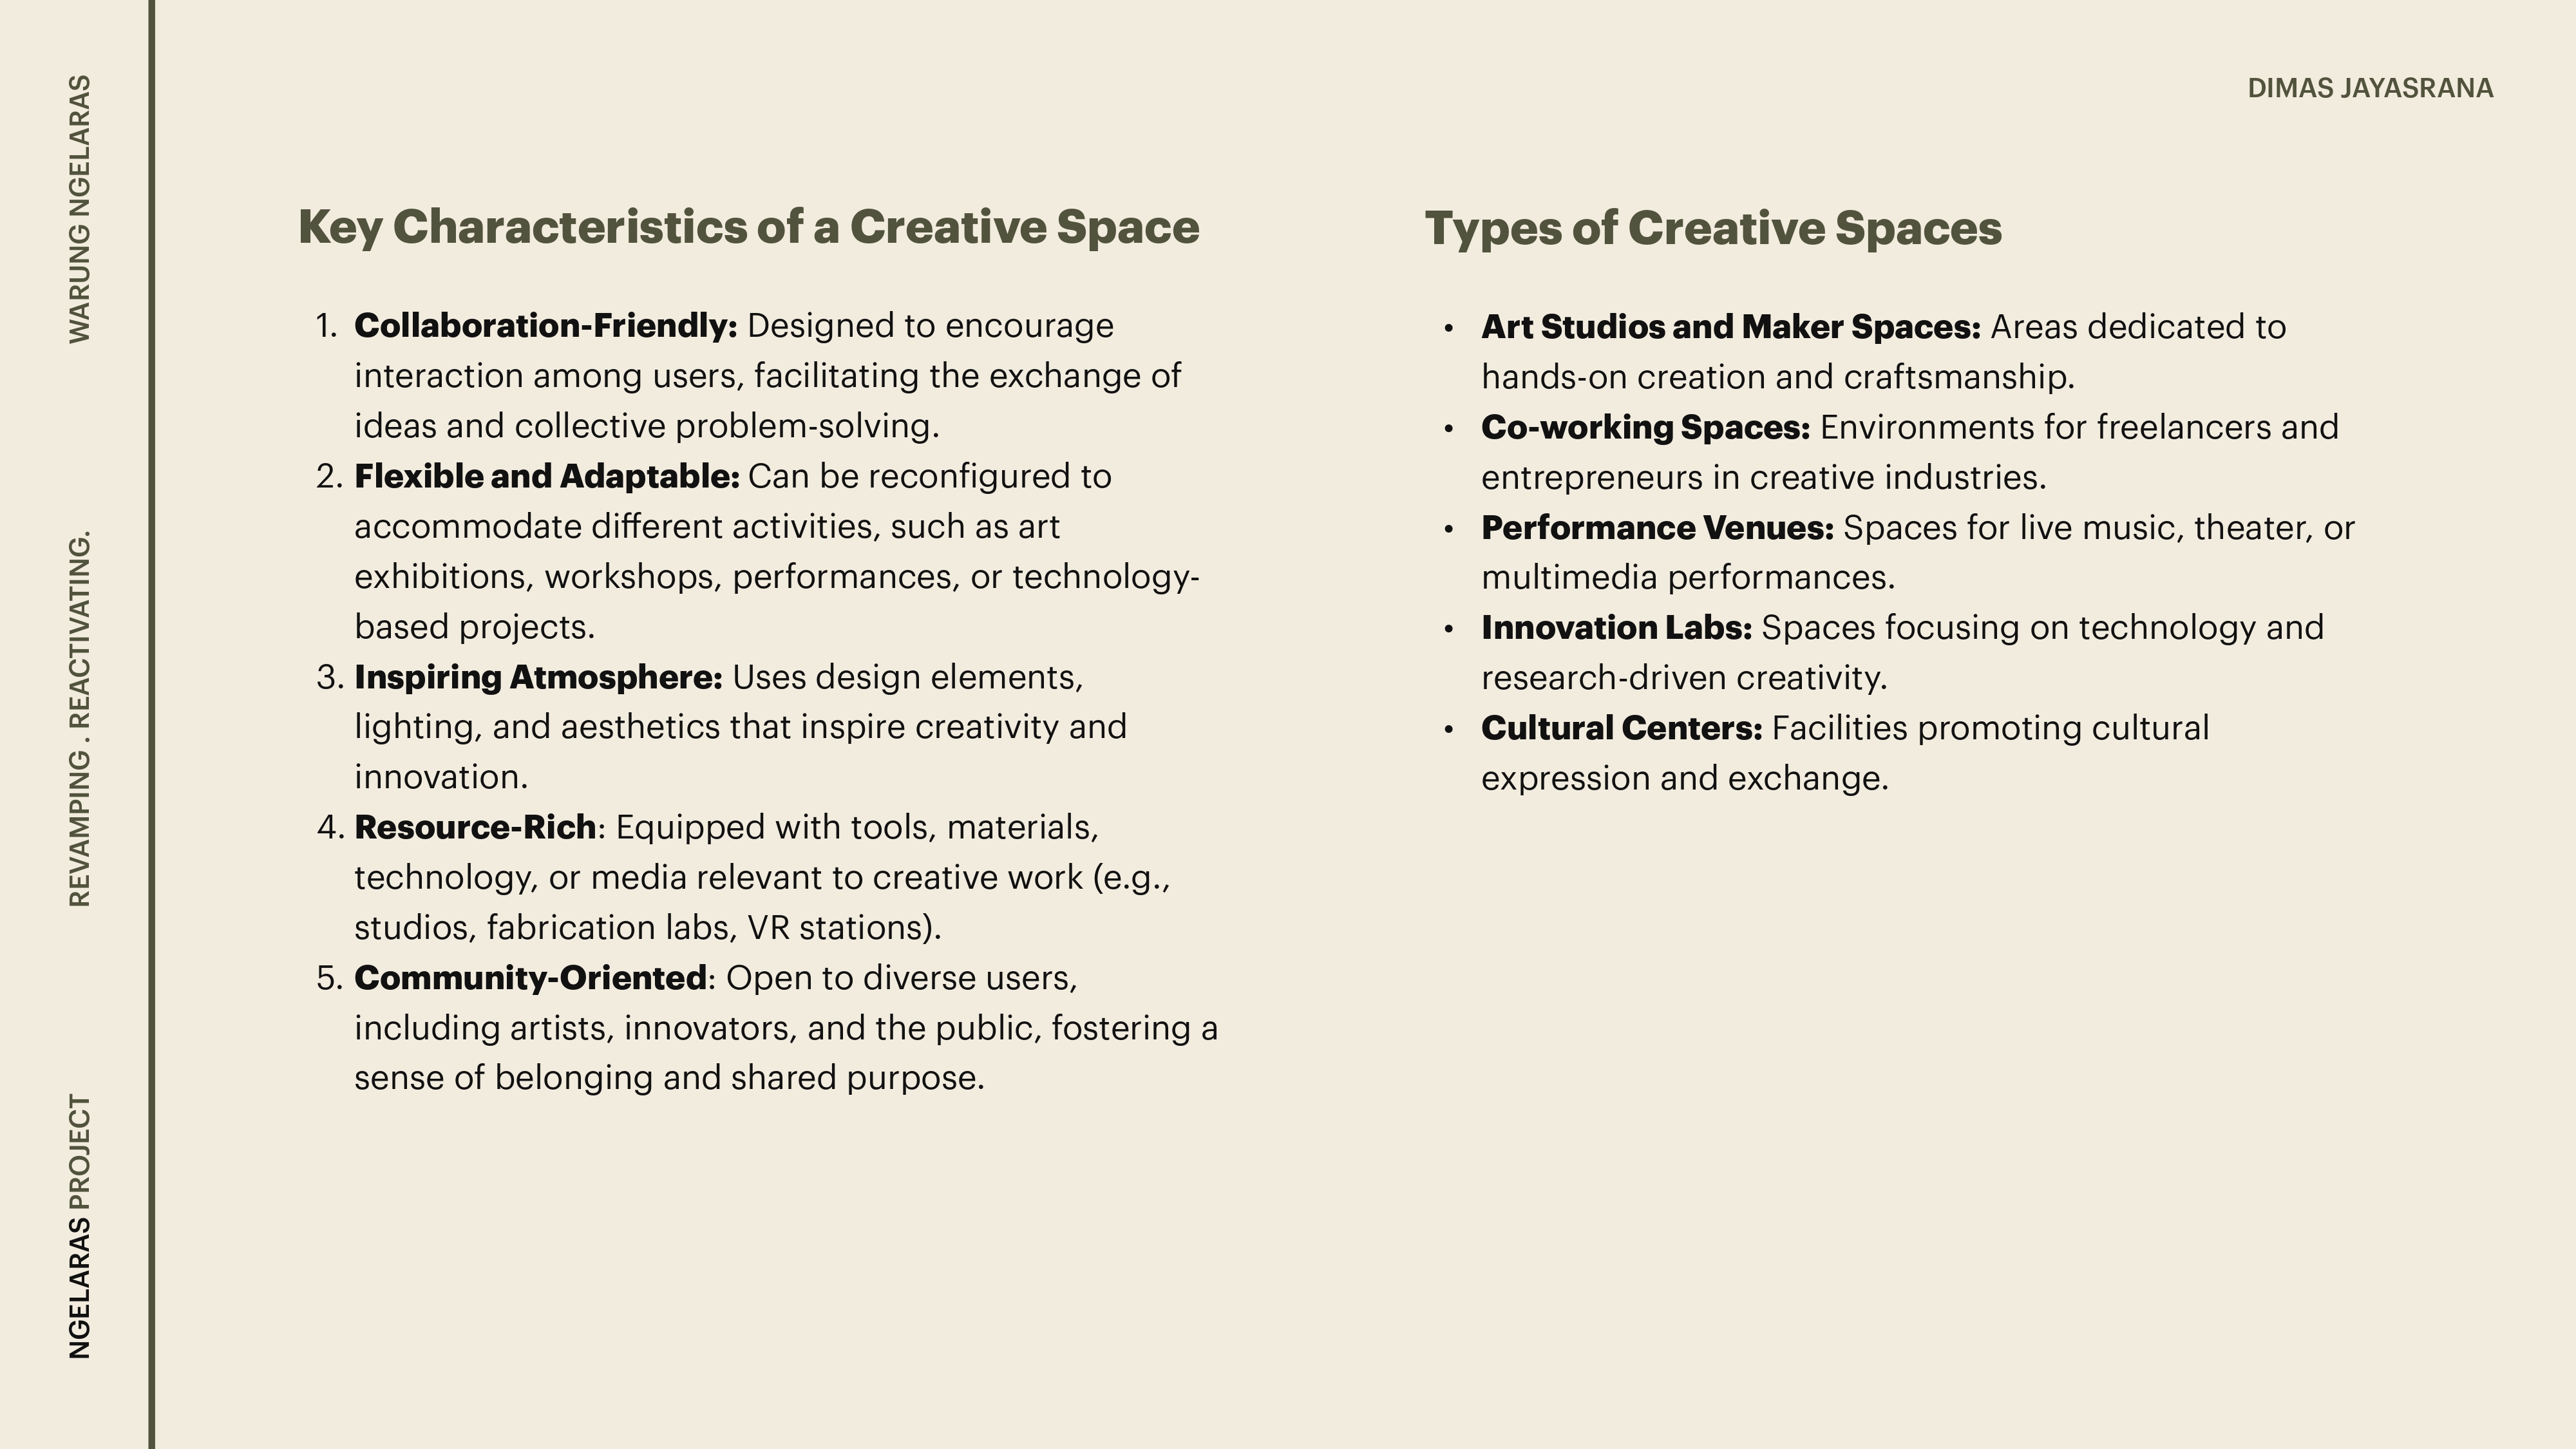 WARUNG NGELARAS
REVAMPING . REACTIVATING.
NGELARAS PROJECT
DIMAS JAYASRANA
Key Characteristics of a Creative Space
1. Collaboration-Friendly: Designed to encourage
interaction among users, facilitating the exchange of
ideas and collective problem-solving.
2. Flexible and Adaptable: Can be reconfigured to
accommodate different activities, such as art
exhibitions, workshops, performances, or technology-
based projects.
3. Inspiring Atmosphere: Uses design elements,
lighting, and aesthetics that inspire creativity and
innovation.
4. Resource-Rich: Equipped with tools, materials,
technology, or media relevant to creative work (e.g.,
studios, fabrication labs, VR stations).
5. Community-Oriented: Open to diverse users,
including artists, innovators, and the public, fostering a
sense of belonging and shared purpose.
Types of Creative Spaces
• Art Studios and Maker Spaces: Areas dedicated to
hands-on creation and craftsmanship.
• Co-working Spaces: Environments for freelancers and
entrepreneurs in creative industries.
• Performance Venues: Spaces for live music, theater, or
multimedia performances.
• Innovation Labs: Spaces focusing on technology and
research-driven creativity.
• Cultural Centers: Facilities promoting cultural
expression and exchange.